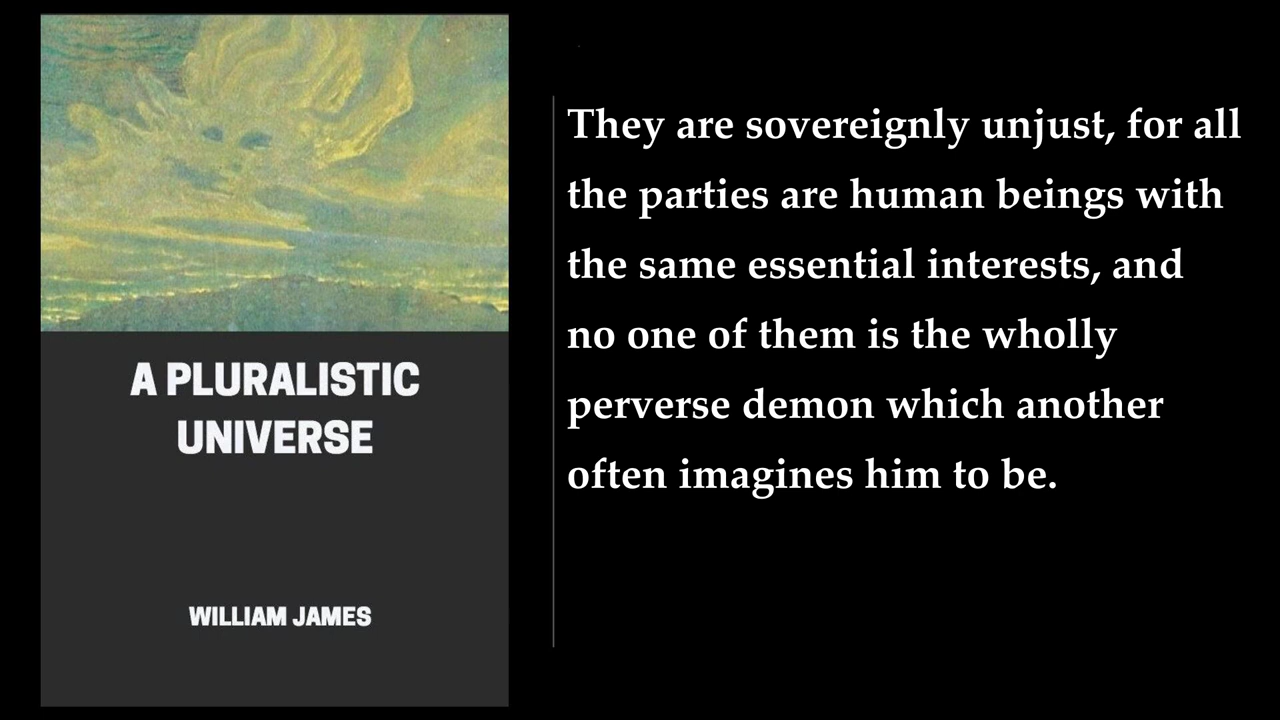 A PLURALISTIC
UNIVERSE
WILLIAM JAMES
They are sovereignly unjust, for all
the parties are human beings with
the same essential interests, and
no one of them is the wholly
perverse demon which another
often imagines him to be.